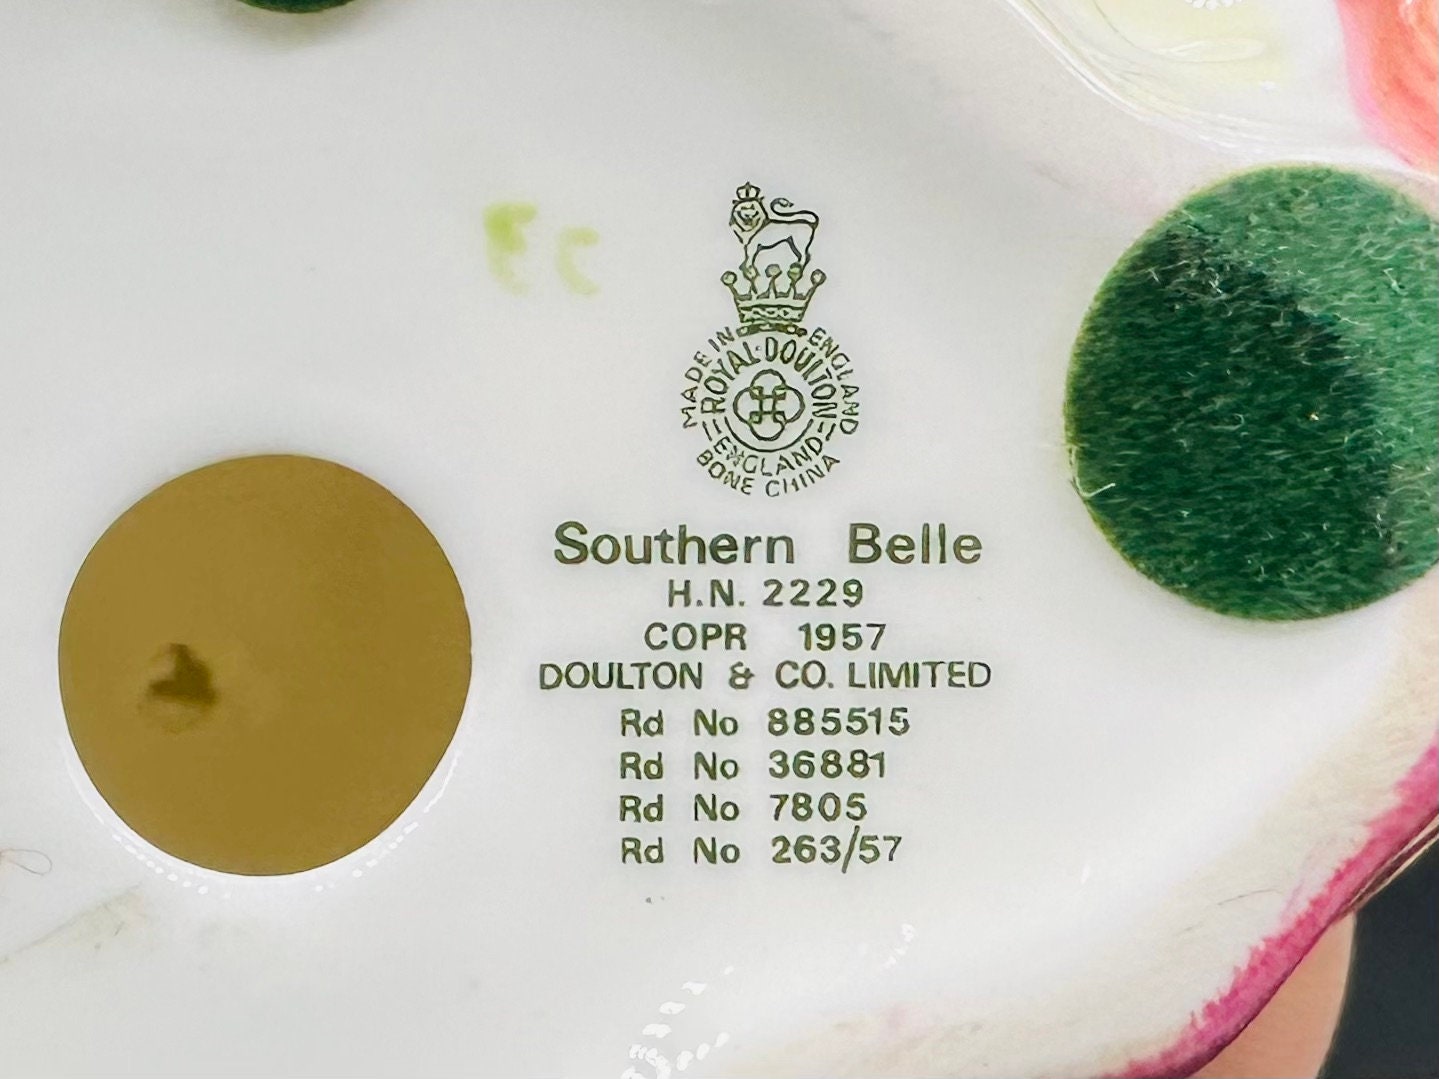 MADE IN ENGLAND
ROYAL·DOULTON
ENGLAND
BONE CHINA
Southern Belle
H.N. 2229
COPR 1957
DOULTON & CO. LIMITED
Rd No 885515
Rd No 36881
Rd No 7805
Rd No 263/57